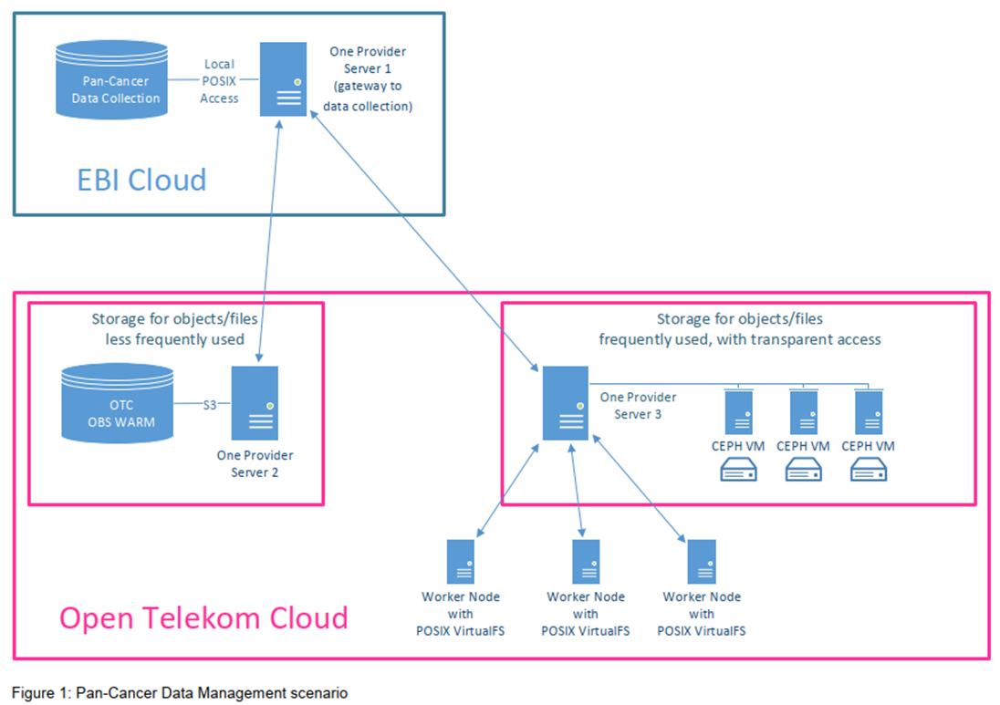 Pan-Cancer
Data Collection
Local
POSIX
Access
One Provider
Server 1
(gateway to
data collection)
EBI Cloud
Storage for objects/files
less frequently used
OTC
OBS WARM
S3
One Provider
Server 2
Storage for objects/files
frequently used, with transparent access
One Provider
Server 3
CEPH VM
CEPH VM
CEPH VM
Worker Node
with
POSIX VirtualFS
Worker Node
with
POSIX VirtualFS
Worker Node
with
POSIX VirtualFS
Open Telekom Cloud
Figure 1: Pan-Cancer Data Management scenario